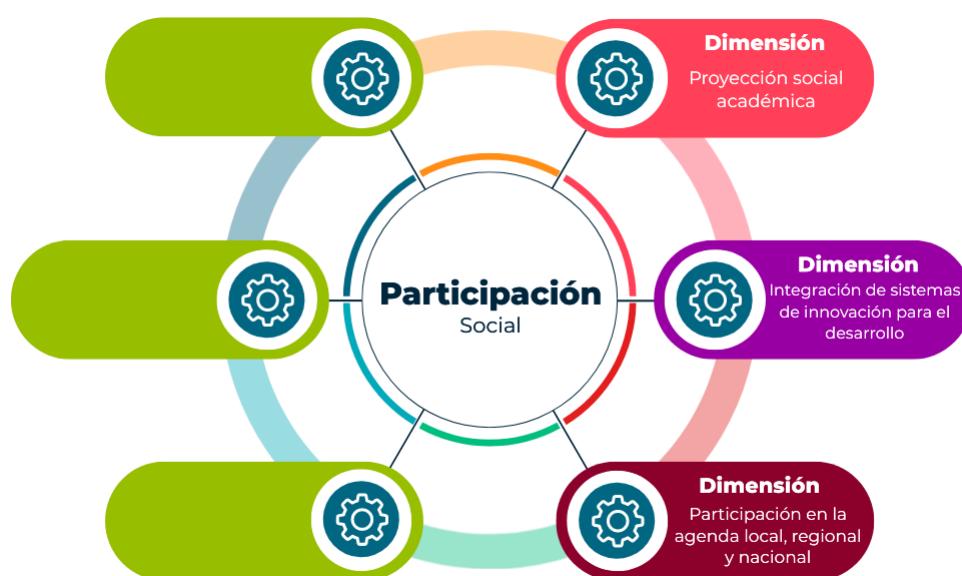 Dimensión
Proyección social
académica
Participación
Social
Dimensión
Integración de sistemas
de innovación para el
desarrollo
Dimensión
Participación en la
agenda local, regional
y nacional